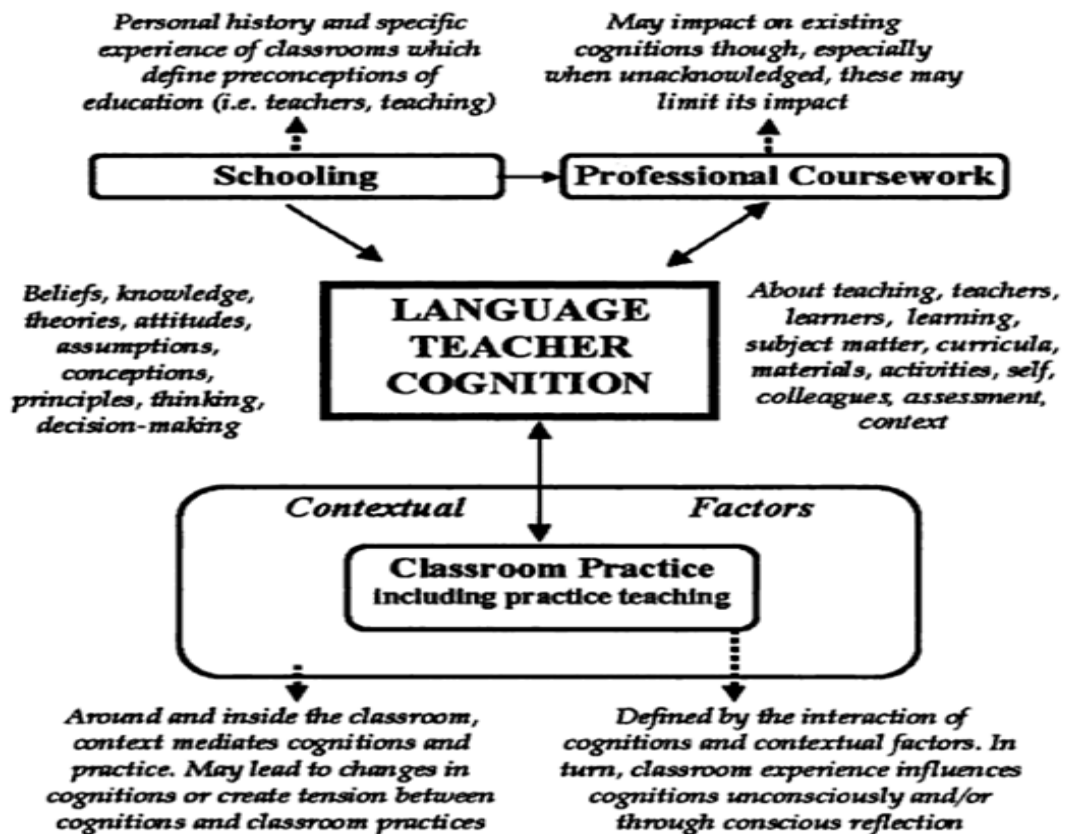 Personal history and specific
experience of classrooms which
define preconceptions of
education (i.e. teachers, teaching)
May impact on existing
cognitions though, especially
when unacknowledged, these may
limit its impact
Schooling
Professional Coursework
Beliefs, knowledge,
theories, attitudes,
assumptions,
conceptions,
principles, thinking,
decision-making
LANGUAGE
TEACHER
COGNITION
About teaching, teachers,
learners, learning,
subject matter, curricula,
materials, activities, self,
colleagues, assessment,
context
Contextual Factors
Classroom Practice
including practice teaching
Around and inside the classroom,
context mediates cognitions and
practice. May lead to changes in
cognitions or create tension between
cognitions and classroom practices
Defined by the interaction of
cognitions and contextual factors. In
turn, classroom experience influences
cognitions unconsciously and/or
through conscious reflection